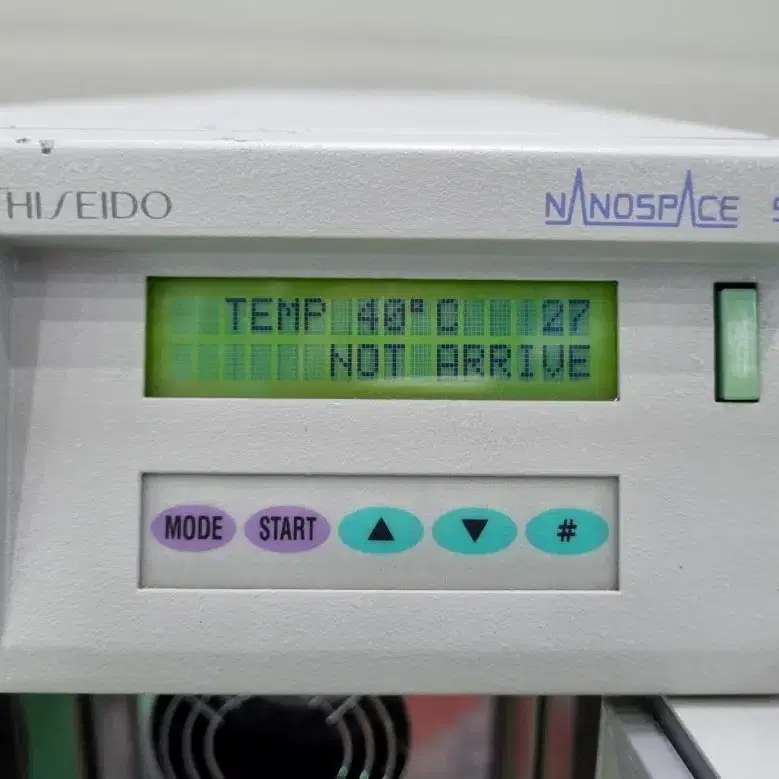 SHISEIDO
NANOSPACE S
TEMP 40°C 27
NOT ARRIVE
MODE START ▲ ▼ #